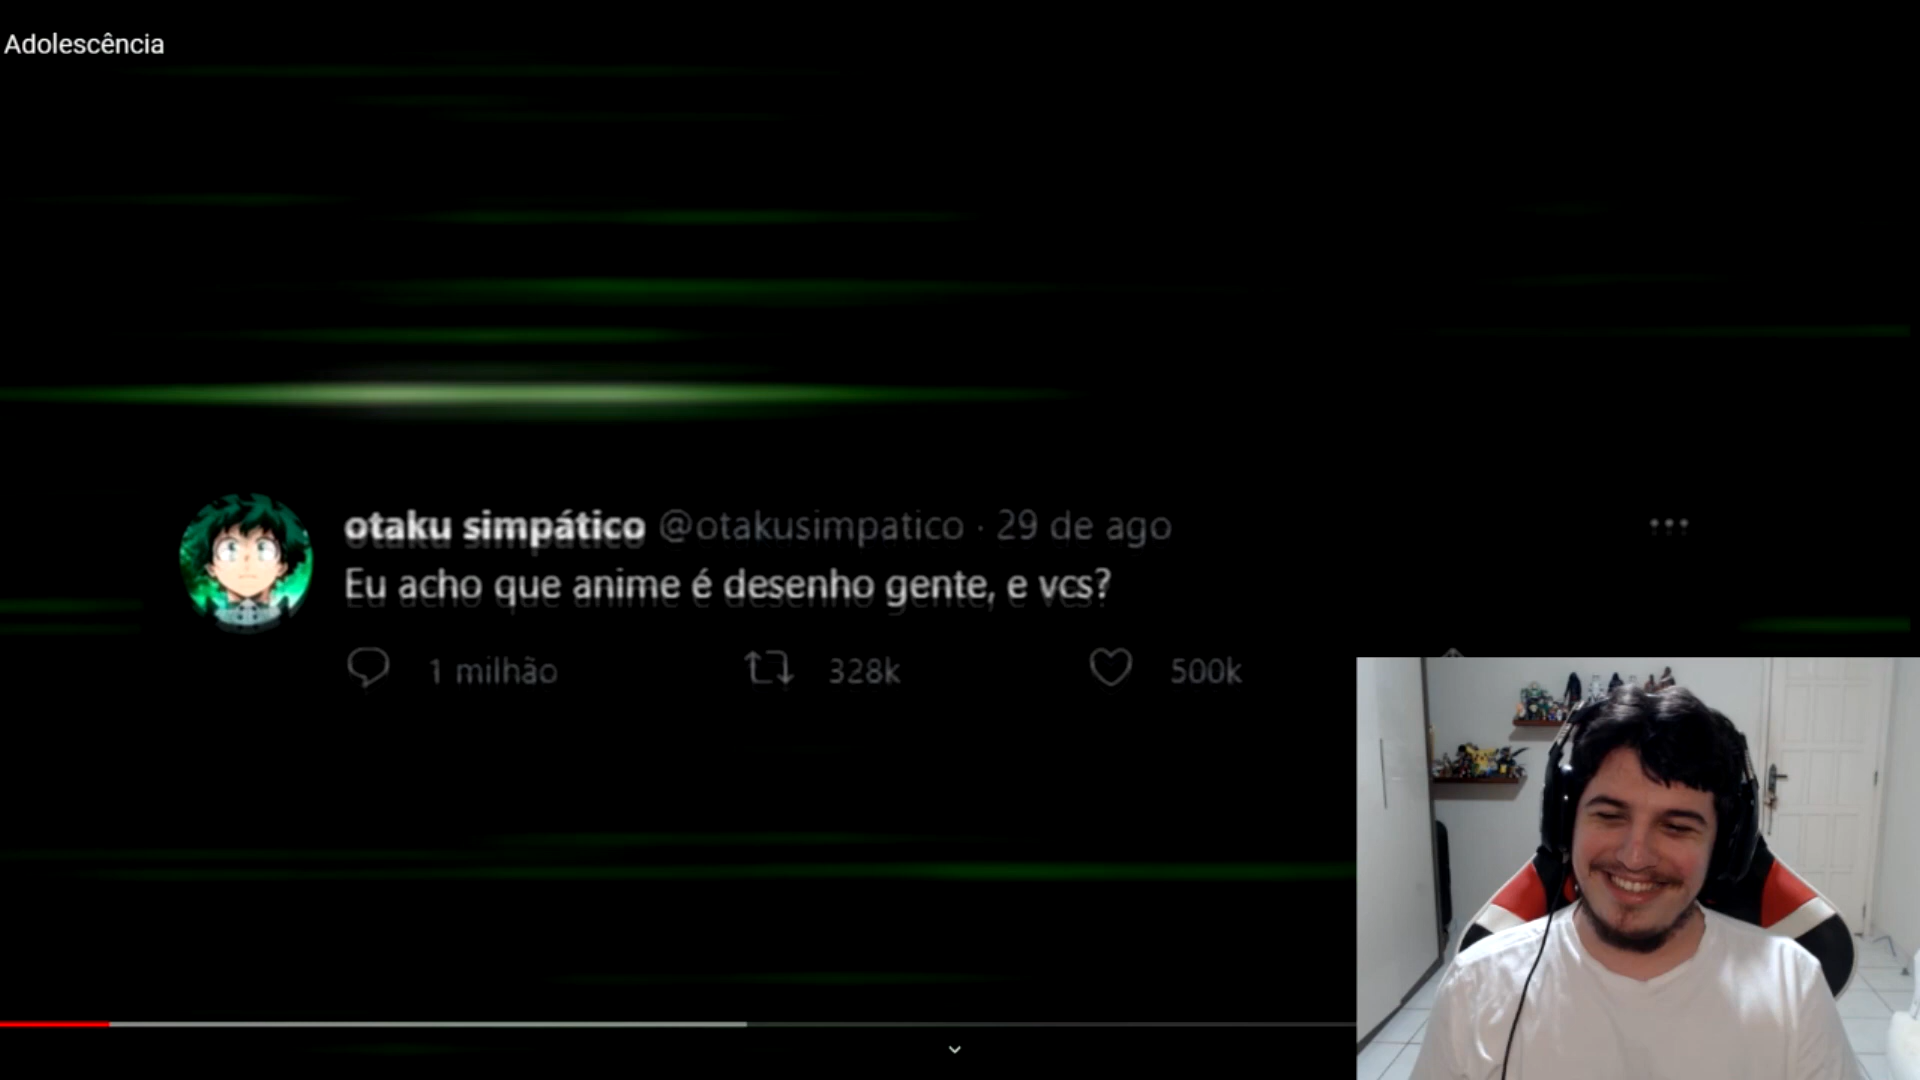 Adolescência
otaku simpático @otakusimpatico · 29 de ago
Eu acho que anime é desenho gente, e vcs?
1 milhão 328k 500k